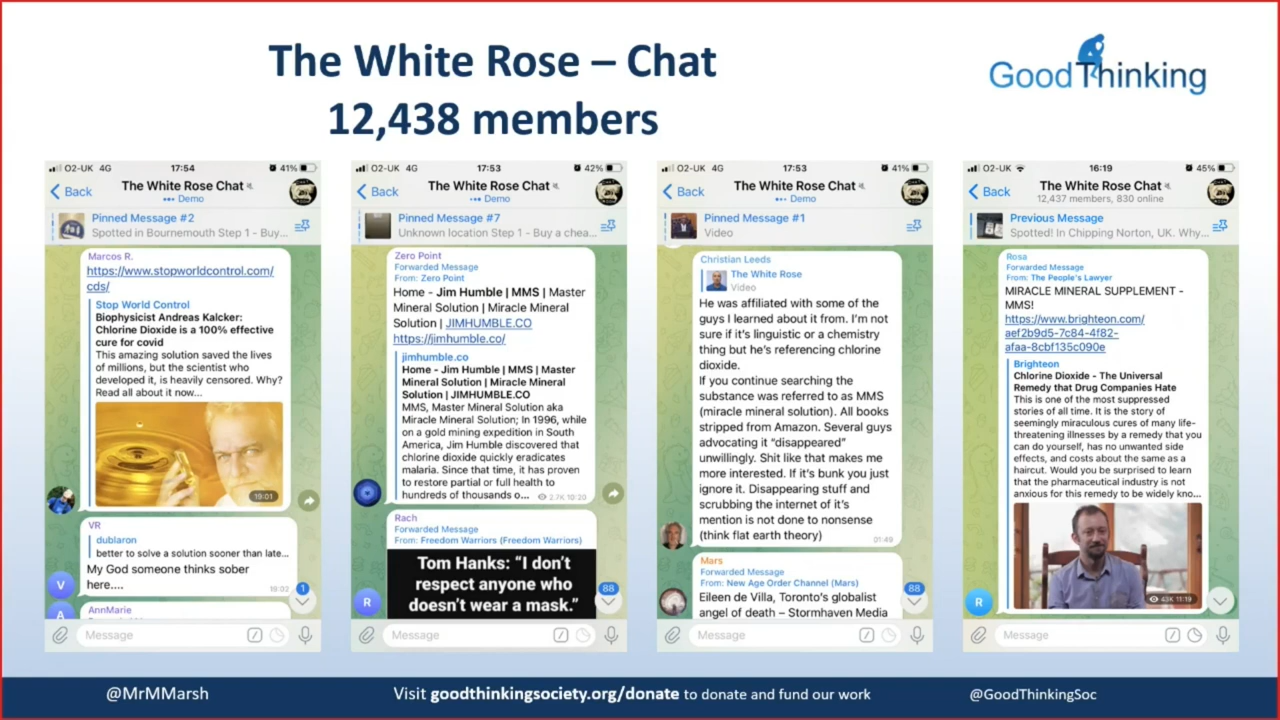 The White Rose – Chat
12,438 members
Good Thinking
O2-UK 4G 17:54 41%
Back
The White Rose Chat
Demo
Pinned Message #2
Spotted in Bournemouth Step 1 - Buy...
Marcos R.
https://www.stopworldcontrol.com/
cds/
Stop World Control
Biophysicist Andreas Kalcker:
Chlorine Dioxide is a 100% effective
cure for covid
This amazing solution saved the lives
of millions, but the scientist who
developed it, is heavily censored. Why?
Read all about it now...
19:01
VR
dublaron
better to solve a solution sooner than late...
My God someone thinks sober
here....
19:02
1
V
A
AnnMarie
Message
O2-UK 4G 17:53 42%
Back
The White Rose Chat
Demo
Pinned Message #7
Unknown location Step 1 - Buy a chea...
Zero Point
Forwarded Message
From: Zero Point
Home - Jim Humble | MMS | Master
Mineral Solution | Miracle Mineral
Solution | JIMHUMBLE.CO
https://jimhumble.co/
jimhumble.co
Home - Jim Humble | MMS | Master
Mineral Solution | Miracle Mineral
Solution | JIMHUMBLE.CO
MMS, Master Mineral Solution aka
Miracle Mineral Solution; In 1996, while
on a gold mining expedition in South
America, Jim Humble discovered that
chlorine dioxide quickly eradicates
malaria. Since that time, it has proven
to restore partial or full health to
hundreds of thousands o...
2.7K 10:20
Rach
Forwarded Message
From: Freedom Warriors (Freedom Warriors)
Tom Hanks: “I don’t
respect anyone who
doesn’t wear a mask.”
R
88
Message
O2-UK 4G 17:53 41%
Back
The White Rose Chat
Demo
Pinned Message #1
Video
Christian Leeds
The White Rose
Video
He was affiliated with some of the
guys I learned about it from. I'm not
sure if it's linguistic or a chemistry
thing but he's referencing chlorine
dioxide.
If you continue searching the
substance was referred to as MMS
(miracle mineral solution). All books
stripped from Amazon. Several guys
advocating it “disappeared”
unwillingly. Shit like that makes me
more interested. If it's bunk you just
ignore it. Disappearing stuff and
scrubbing the internet of it's
mention is not done to nonsense
(think flat earth theory)
01:49
Mars
Forwarded Message
From: New Age Order Channel (Mars)
Eileen de Villa, Toronto's globalist
angel of death – Stormhaven Media
88
Message
O2-UK 16:19 45%
Back
The White Rose Chat
12,437 members, 830 online
Previous Message
Spotted! In Chipping Norton, UK. Why...
Rosa
Forwarded Message
From: The People's Lawyer
MIRACLE MINERAL SUPPLEMENT -
MMS!
https://www.brighteon.com/
aef2b9d5-7c84-4f82-
afaa-8cbf135c090e
Brighteon
Chlorine Dioxide - The Universal
Remedy that Drug Companies Hate
This is one of the most suppressed
stories of all time. It is the story of
seemingly miraculous cures of many life-
threatening illnesses by a remedy that you
can do yourself, has no unwanted side
effects, and costs about the same as a
haircut. Would you be surprised to learn
that the pharmaceutical industry is not
anxious for this remedy to be widely kno...
43K 11:19
R
Message
@MrMMarsh
Visit goodthinkingsociety.org/donate to donate and fund our work
@GoodThinkingSoc